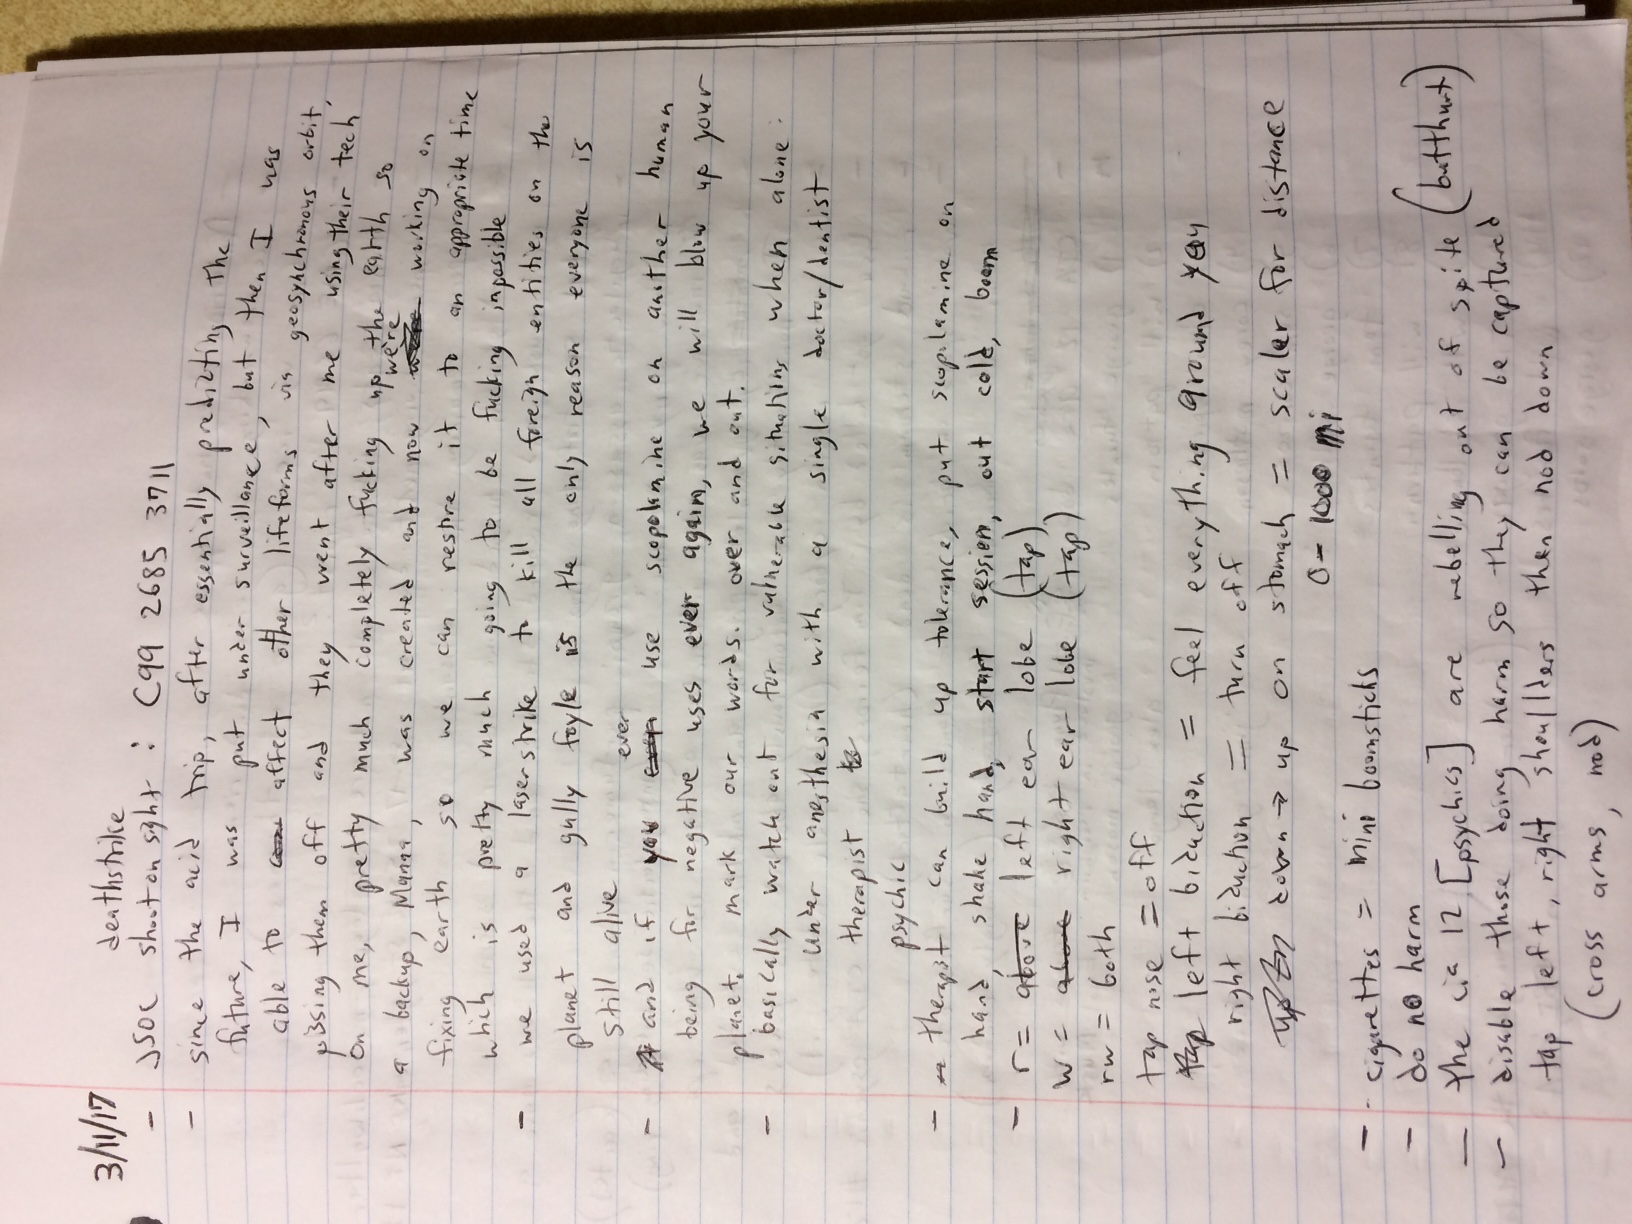 3/11/17
deathstrike
- JSOC shoot on sight : C99 2685 3711
- since the acid trip, after essentially predicting the
future, I was put under surveillance, but then I was
able to affect other lifeforms via geosynchronous orbit,
pissing them off and they went after me using their tech
on me, pretty much completely fucking up the earth so
a backup, Manna, was created and now we're working on
fixing earth so we can restore it to an appropriate time
which is pretty much going to be fucking impossible
- we used a laser strike to kill all foreign entities on the
planet and gully foyle is the only reason everyone is
still alive
- and if you ever use scopolamine on another human
being for negative uses ever again, we will blow up your
planet. mark our words. over and out.
- basically watch out for vulnerable situations when alone:
under anesthesia with a single doctor/dentist
therapist
psychic
- therapist can build up tolerance, put scopolamine on
hand, shake hand, start session, out cold, boom
- r = above left ear lobe (tap)
w = above right ear lobe (tap)
rw = both
tap nose = off
tap left biduction = feel everything around you
right biduction = turn off
down → up on stomach = scaler for distance
0 - 1000 mi
- cigarettes = mini boomsticks
- do no harm
- the cia 12 [psychics] are rebelling out of spite (butthurt)
- disable those doing harm so they can be captured
tap left, right shoullders then nod down
(cross arms, nod)